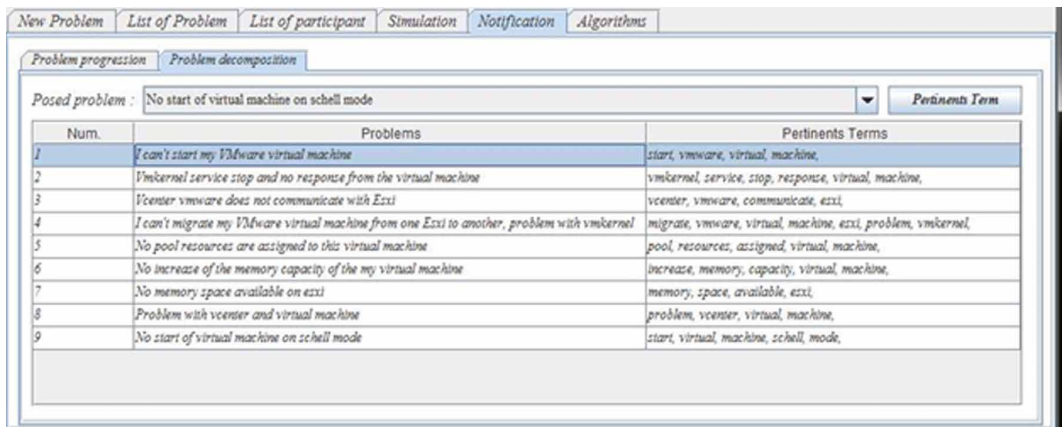 New Problem List of Problem List of participant Simulation Notification Algorithms
Problem progression Problem decomposition
Posed problem : No start of virtual machine on schell mode Pertinents Term
Num. Problems Pertinents Terms
1 I can't start my VMware virtual machine start, vmware, virtual, machine,
2 Vmkernel service stop and no response from the virtual machine vmkernel, service, stop, response, virtual, machine,
3 Vcenter vmware does not communicate with Esxi vcenter, vmware, communicate, esxi,
4 I can't migrate my VMware virtual machine from one Esxi to another, problem with vmkernel migrate, vmware, virtual, machine, esxi, problem, vmkernel,
5 No pool resources are assigned to this virtual machine pool, resources, assigned, virtual, machine,
6 No increase of the memory capacity of the my virtual machine increase, memory, capacity, virtual, machine,
7 No memory space available on esxi memory, space, available, esxi,
8 Problem with vcenter and virtual machine problem, vcenter, virtual, machine,
9 No start of virtual machine on schell mode start, virtual, machine, schell, mode,